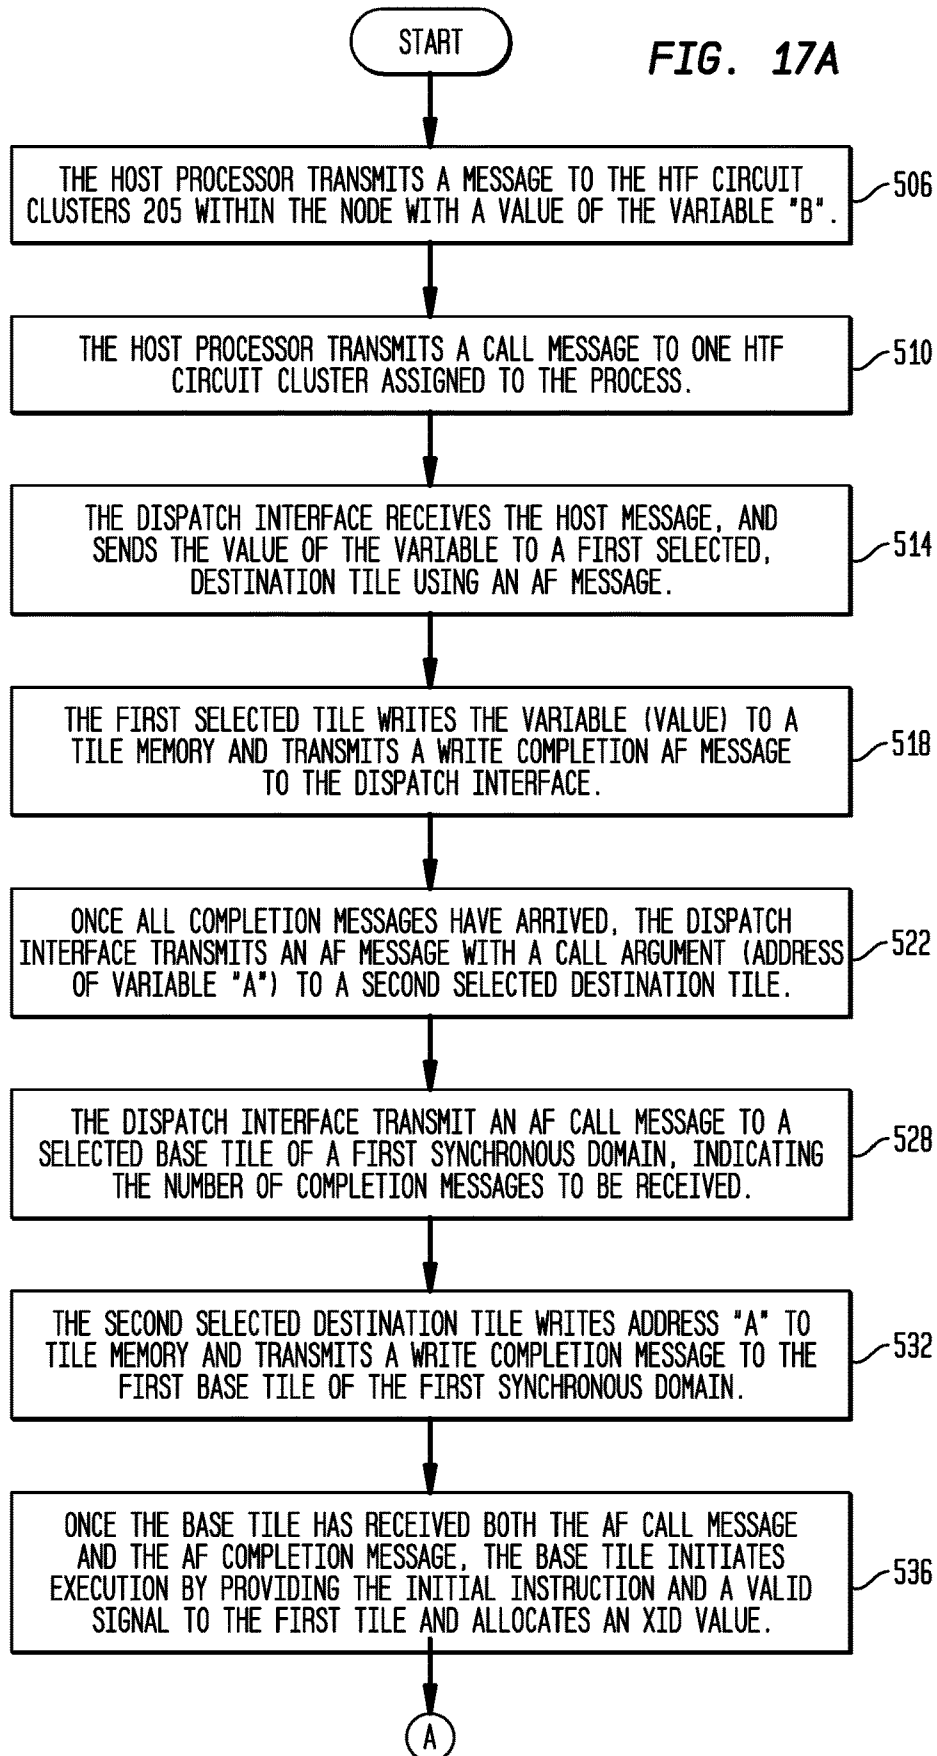 START
FIG. 17A
THE HOST PROCESSOR TRANSMITS A MESSAGE TO THE HTF CIRCUIT
CLUSTERS 205 WITHIN THE NODE WITH A VALUE OF THE VARIABLE "B".
506
THE HOST PROCESSOR TRANSMITS A CALL MESSAGE TO ONE HTF
CIRCUIT CLUSTER ASSIGNED TO THE PROCESS.
510
THE DISPATCH INTERFACE RECEIVES THE HOST MESSAGE, AND
SENDS THE VALUE OF THE VARIABLE TO A FIRST SELECTED,
DESTINATION TILE USING AN AF MESSAGE.
514
THE FIRST SELECTED TILE WRITES THE VARIABLE (VALUE) TO A
TILE MEMORY AND TRANSMITS A WRITE COMPLETION AF MESSAGE
TO THE DISPATCH INTERFACE.
518
ONCE ALL COMPLETION MESSAGES HAVE ARRIVED, THE DISPATCH
INTERFACE TRANSMITS AN AF MESSAGE WITH A CALL ARGUMENT (ADDRESS
OF VARIABLE "A") TO A SECOND SELECTED DESTINATION TILE.
522
THE DISPATCH INTERFACE TRANSMIT AN AF CALL MESSAGE TO A
SELECTED BASE TILE OF A FIRST SYNCHRONOUS DOMAIN, INDICATING
THE NUMBER OF COMPLETION MESSAGES TO BE RECEIVED.
528
THE SECOND SELECTED DESTINATION TILE WRITES ADDRESS "A" TO
TILE MEMORY AND TRANSMITS A WRITE COMPLETION MESSAGE TO THE
FIRST BASE TILE OF THE FIRST SYNCHRONOUS DOMAIN.
532
ONCE THE BASE TILE HAS RECEIVED BOTH THE AF CALL MESSAGE
AND THE AF COMPLETION MESSAGE, THE BASE TILE INITIATES
EXECUTION BY PROVIDING THE INITIAL INSTRUCTION AND A VALID
SIGNAL TO THE FIRST TILE AND ALLOCATES AN XID VALUE.
536
A